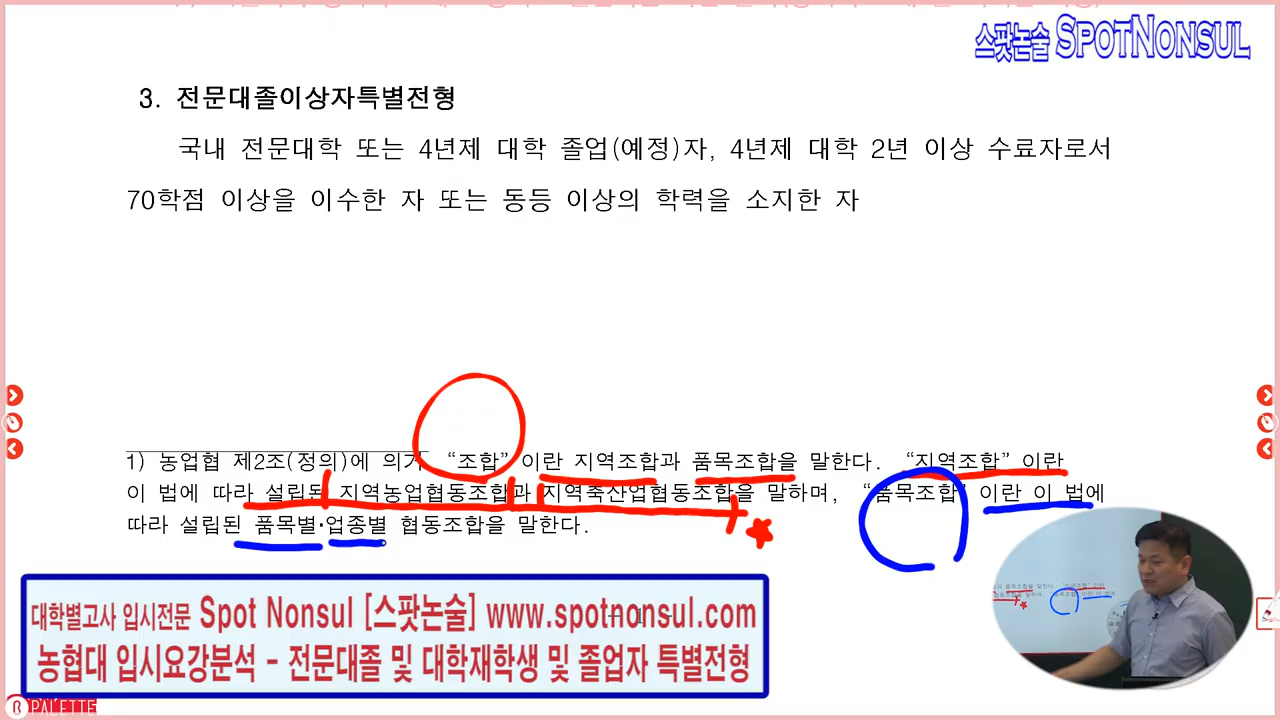 스팟논술 SPOTNONSUL
3. 전문대졸이상자특별전형
국내 전문대학 또는 4년제 대학 졸업(예정)자, 4년제 대학 2년 이상 수료자로서
70학점 이상을 이수한 자 또는 동등 이상의 학력을 소지한 자
1) 농업협 제2조(정의)에 의거 “조합” 이란 지역조합과 품목조합을 말한다. “지역조합” 이란
이 법에 따라 설립된 지역농업협동조합과 지역축산업협동조합을 말하며, “품목조합” 이란 이 법에
따라 설립된 품목별·업종별 협동조합을 말한다.
대학별고사 입시전문 Spot Nonsul [스팟논술] www.spotnonsul.com
농협대 입시요강분석 - 전문대졸 및 대학재학생 및 졸업자 특별전형
PALETTE